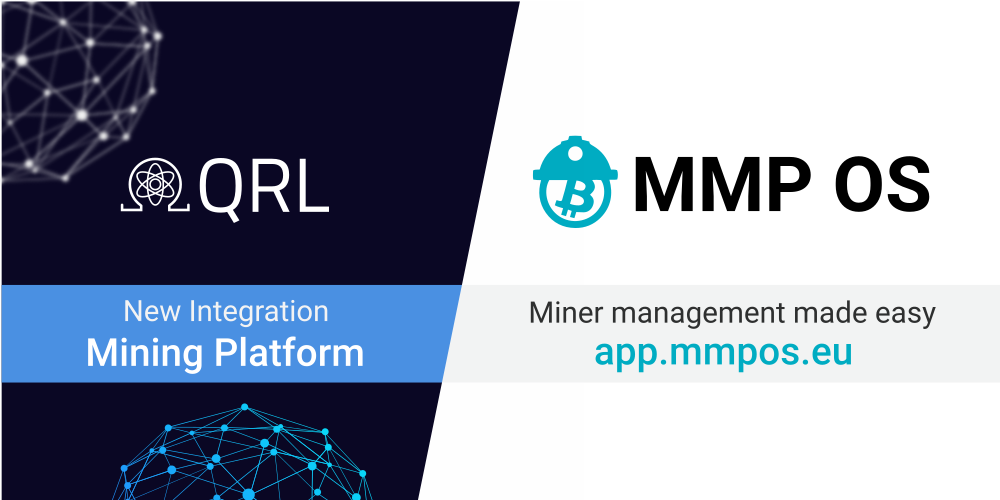 QRL
New Integration
Mining Platform
MMP OS
Miner management made easy
app.mmpos.eu